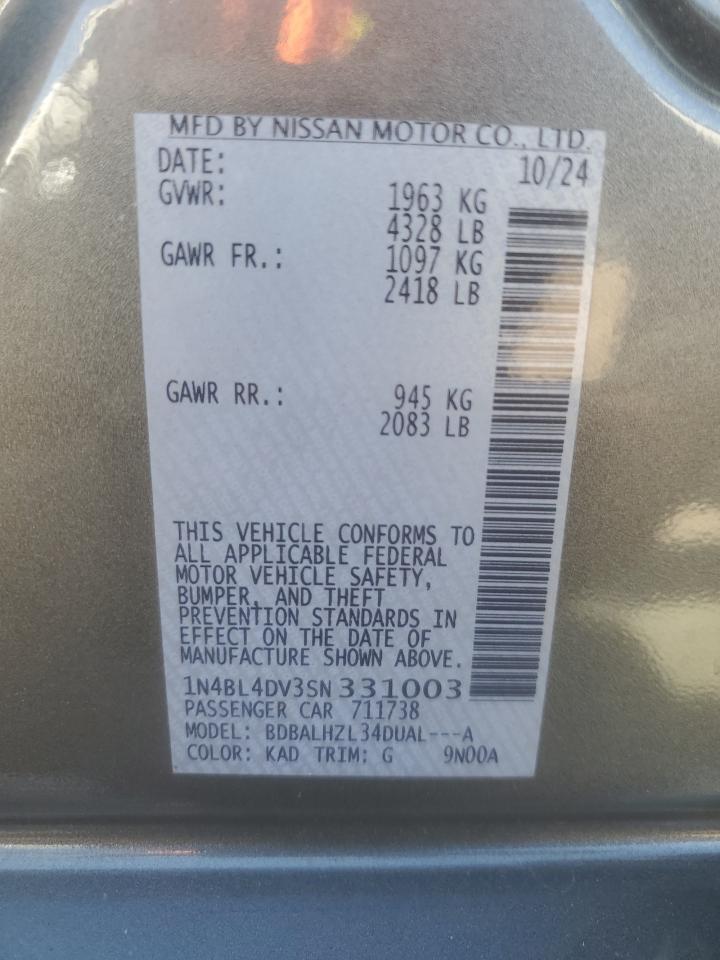 MFD BY NISSAN MOTOR CO., LTD.
DATE: 10/24
GVWR: 1963 KG
4328 LB
GAWR FR.: 1097 KG
2418 LB
GAWR RR.: 945 KG
2083 LB
THIS VEHICLE CONFORMS TO
ALL APPLICABLE FEDERAL
MOTOR VEHICLE SAFETY,
BUMPER, AND THEFT
PREVENTION STANDARDS IN
EFFECT ON THE DATE OF
MANUFACTURE SHOWN ABOVE.
1N4BL4DV3SN331003
PASSENGER CAR 711738
MODEL: BDBALHZL34DUAL---A
COLOR: KAD TRIM: G 9N00A